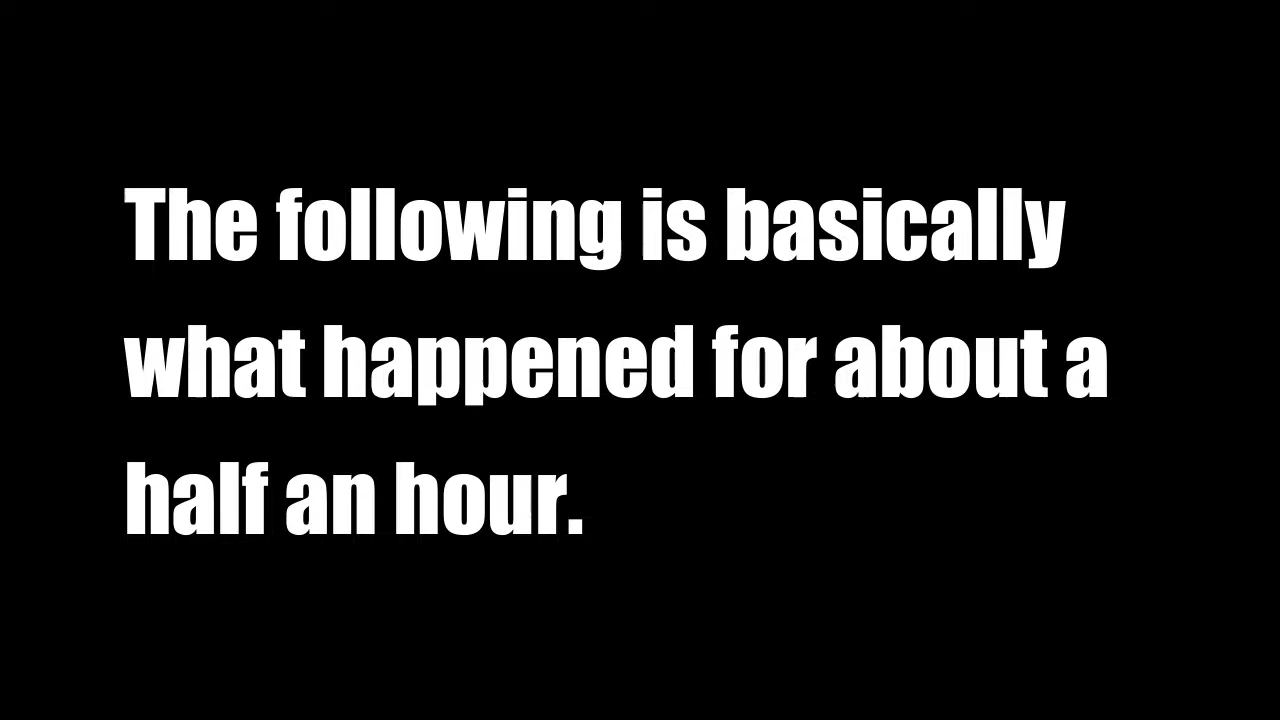 The following is basically
what happened for about a
half an hour.